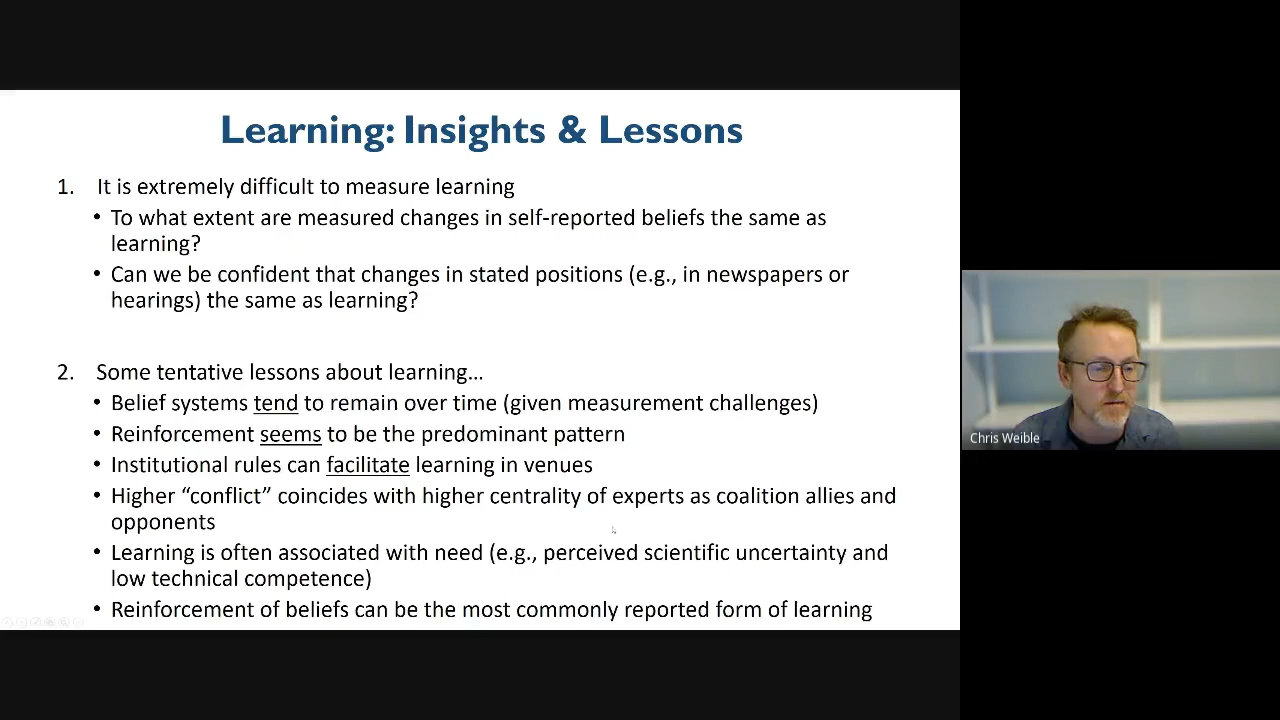 Learning: Insights & Lessons
1. It is extremely difficult to measure learning
• To what extent are measured changes in self-reported beliefs the same as
learning?
• Can we be confident that changes in stated positions (e.g., in newspapers or
hearings) the same as learning?
2. Some tentative lessons about learning…
• Belief systems tend to remain over time (given measurement challenges)
• Reinforcement seems to be the predominant pattern
• Institutional rules can facilitate learning in venues
• Higher “conflict” coincides with higher centrality of experts as coalition allies and
opponents
• Learning is often associated with need (e.g., perceived scientific uncertainty and
low technical competence)
• Reinforcement of beliefs can be the most commonly reported form of learning
Chris Weible